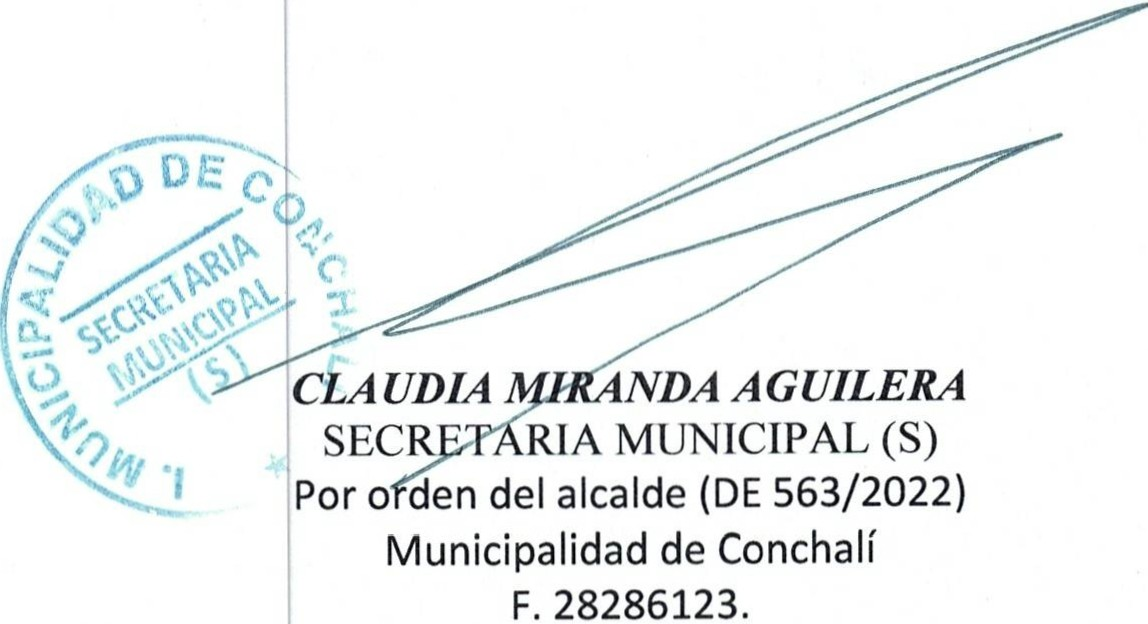 I. MUNICIPALIDAD DE CONCHALI
SECRETARIA
MUNICIPAL
(S)
CLAUDIA MIRANDA AGUILERA
SECRETARIA MUNICIPAL (S)
Por orden del alcalde (DE 563/2022)
Municipalidad de Conchalí
F. 28286123.